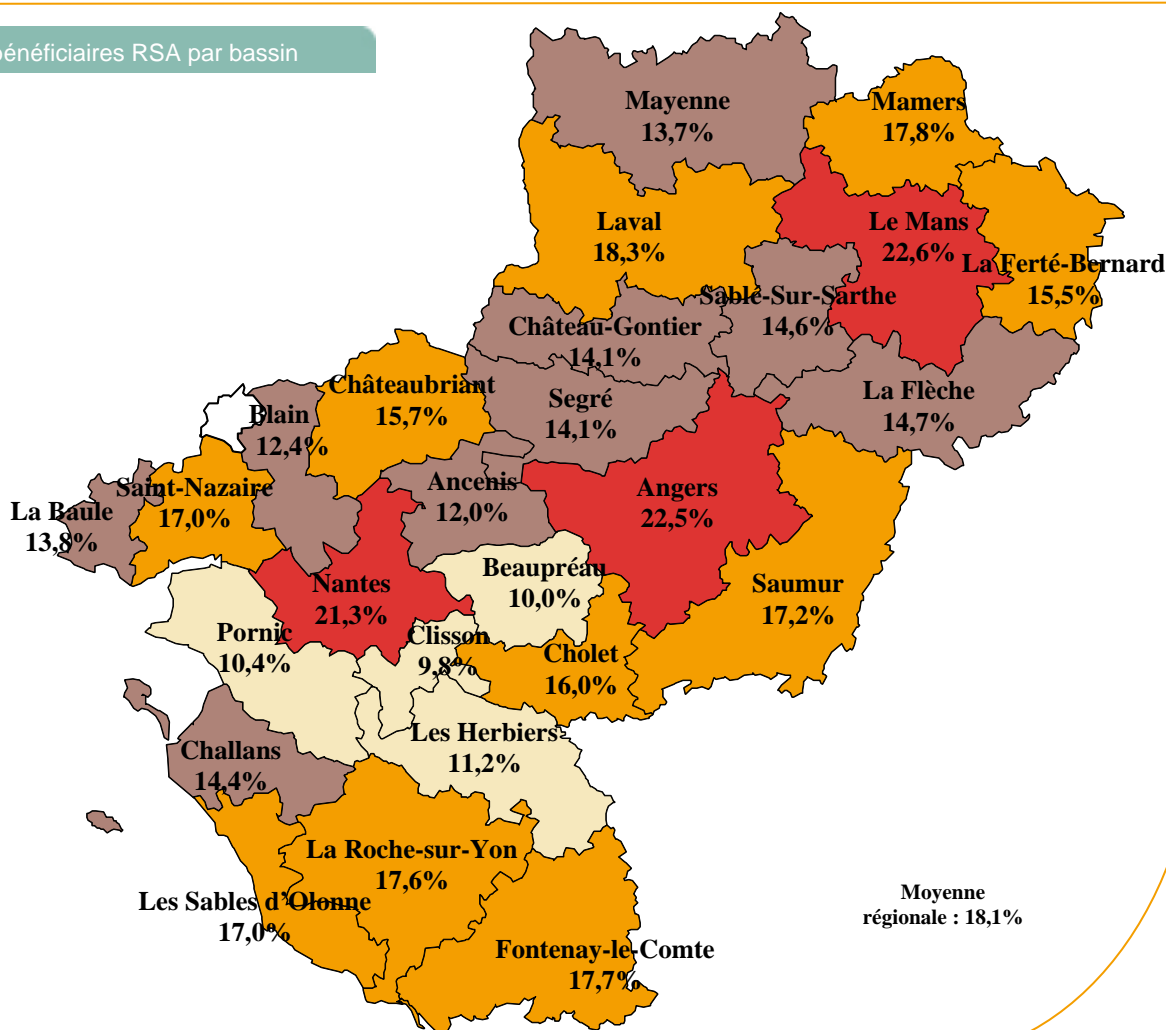 bénéficiaires RSA par bassin
Mayenne
13,7%
Mamers
17,8%
Laval
18,3%
Le Mans
22,6%
La Ferté-Bernard
15,5%
Sablé-Sur-Sarthe
14,6%
Château-Gontier
14,1%
Châteaubriant
15,7%
Segré
14,1%
La Flèche
14,7%
Blain
12,4%
Saint-Nazaire
17,0%
La Baule
13,8%
Ancenis
12,0%
Angers
22,5%
Nantes
21,3%
Beaupréau
10,0%
Saumur
17,2%
Pornic
10,4%
Clisson
9,8%
Cholet
16,0%
Les Herbiers
11,2%
Challans
14,4%
La Roche-sur-Yon
17,6%
Les Sables d’Olonne
17,0%
Fontenay-le-Comte
17,7%
Moyenne
régionale : 18,1%